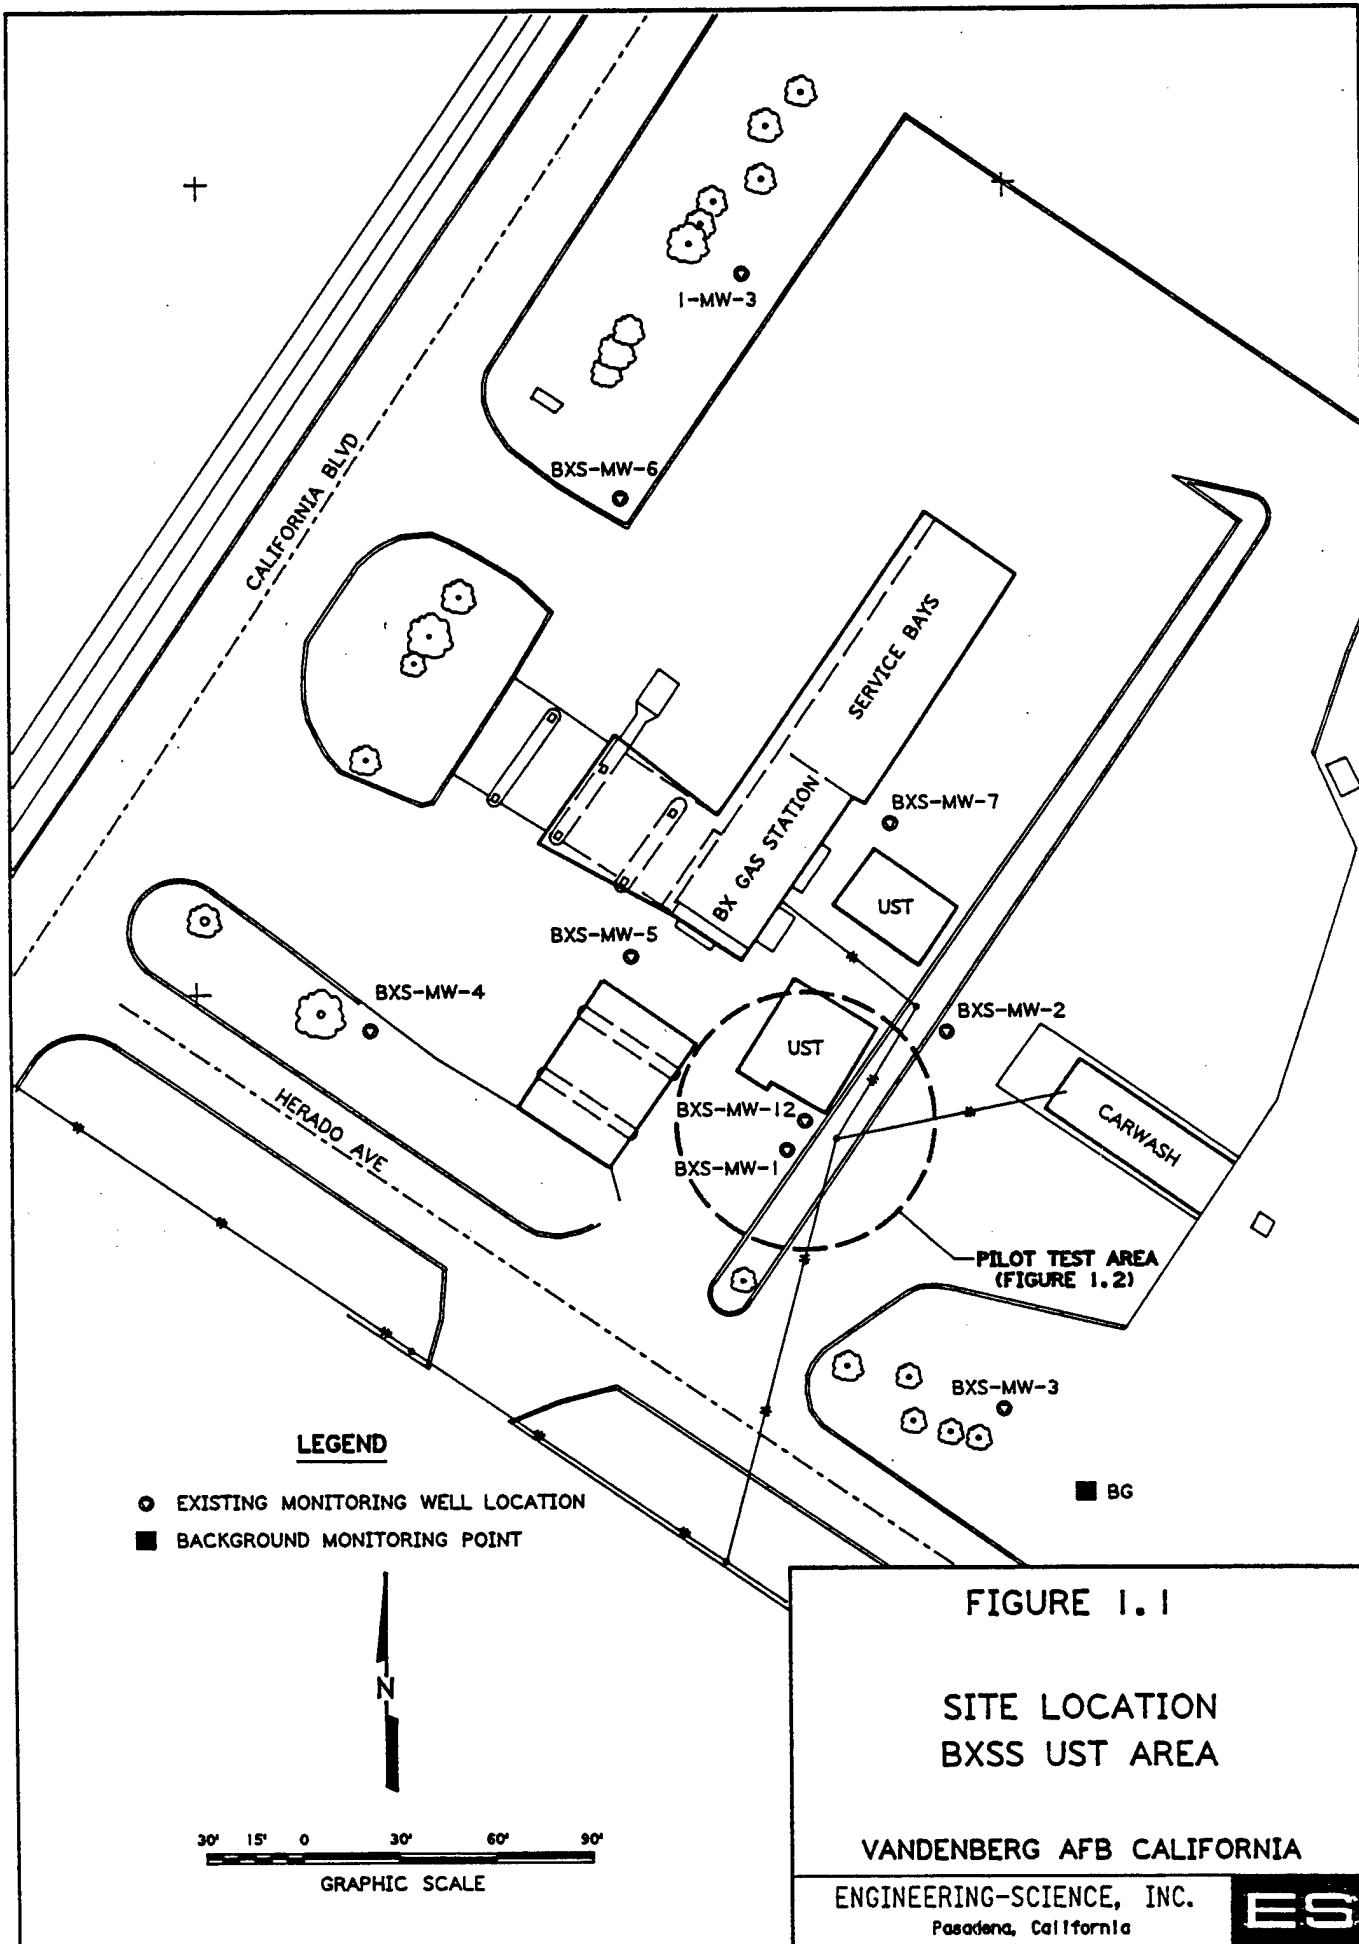 I-MW-3
BXS-MW-6
CALIFORNIA BLVD
SERVICE BAYS
BXS-MW-7
BX GAS STATION
UST
BXS-MW-5
BXS-MW-4
BXS-MW-2
UST
HERADO AVE
BXS-MW-12
CARWASH
BXS-MW-1
PILOT TEST AREA
(FIGURE 1.2)
BXS-MW-3
LEGEND
EXISTING MONITORING WELL LOCATION
BACKGROUND MONITORING POINT
BG
N
30' 15' 0 30' 60' 90'
GRAPHIC SCALE
FIGURE 1.1
SITE LOCATION
BXSS UST AREA
VANDENBERG AFB CALIFORNIA
ENGINEERING-SCIENCE, INC.
Pasadena, California
ES